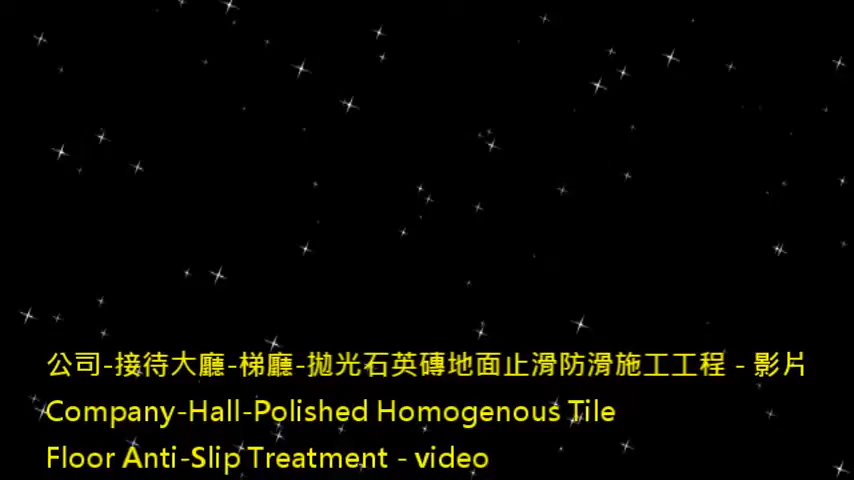 公司-接待大廳-梯廳-拋光石英磚地面止滑防滑施工工程 - 影片
Company-Hall-Polished Homogenous Tile
Floor Anti-Slip Treatment - video